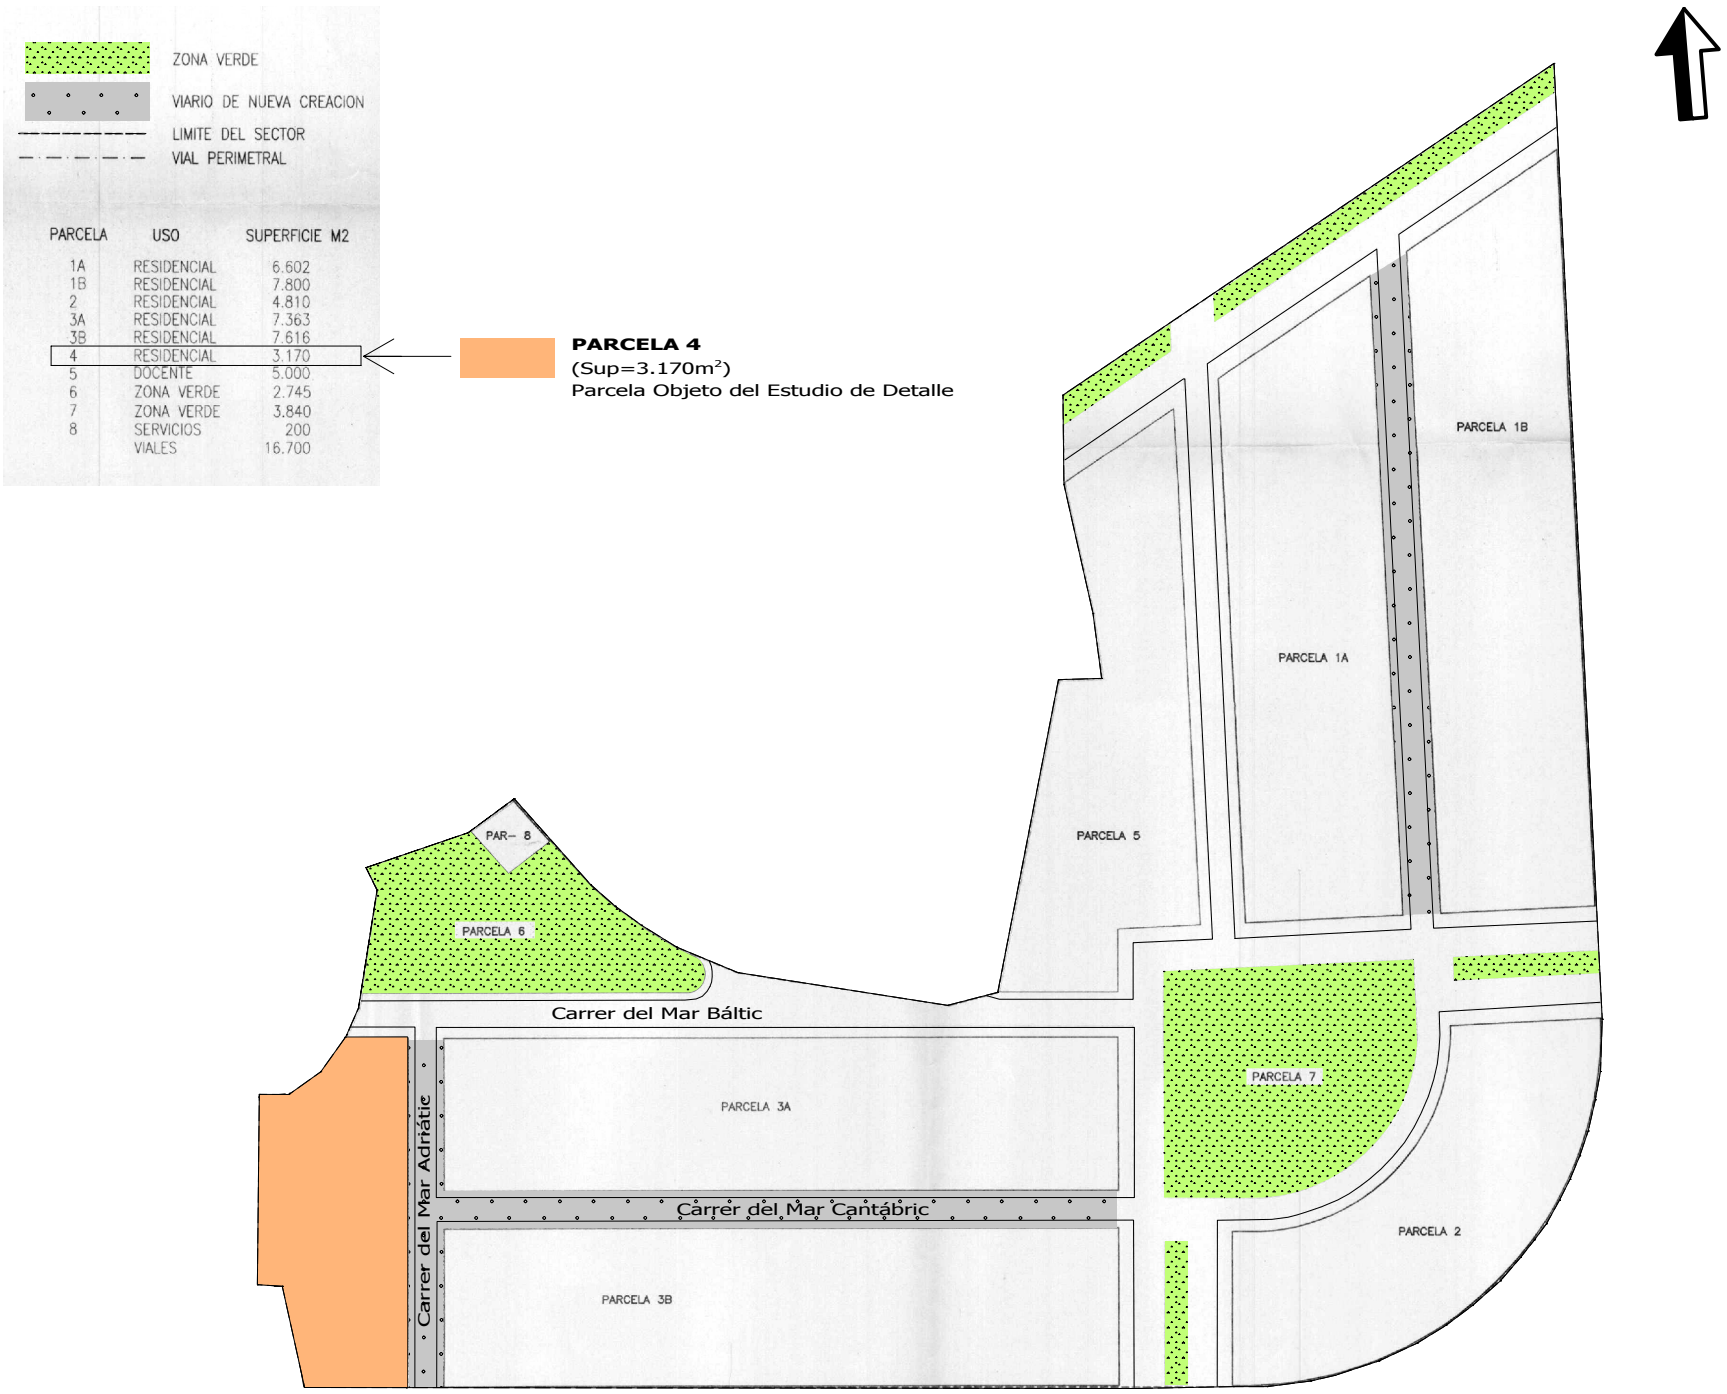 ZONA VERDE
VIARIO DE NUEVA CREACION
LIMITE DEL SECTOR
VIAL PERIMETRAL
PARCELA USO SUPERFICIE M2
1A RESIDENCIAL 6.602
1B RESIDENCIAL 7.800
2 RESIDENCIAL 4.810
3A RESIDENCIAL 7.363
3B RESIDENCIAL 7.616
4 RESIDENCIAL 3.170
5 DOCENTE 5.000
6 ZONA VERDE 2.745
7 ZONA VERDE 3.840
8 SERVICIOS 200
VIALES 16.700
PARCELA 4
(Sup=3.170m²)
Parcela Objeto del Estudio de Detalle
PARCELA 1B
PARCELA 1A
PARCELA 5
PAR- 8
PARCELA 6
Carrer del Mar Bàltic
PARCELA 7
PARCELA 3A
Carrer del Mar Adriátic
Carrer del Mar Cantábric
PARCELA 2
PARCELA 3B